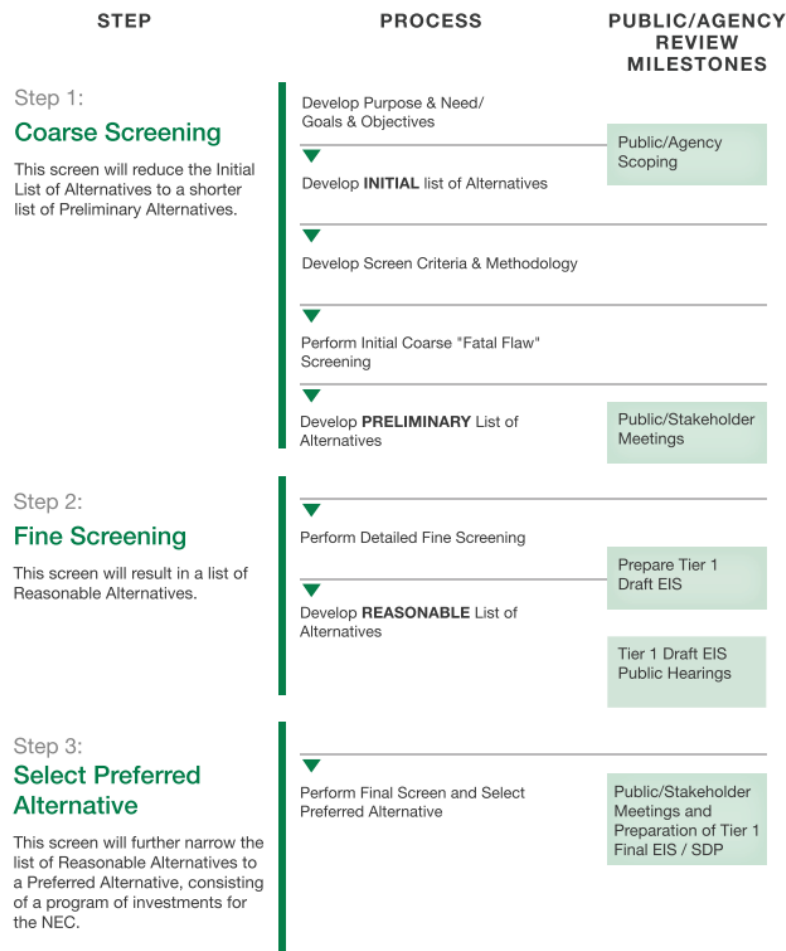 STEP
PROCESS
PUBLIC/AGENCY
REVIEW
MILESTONES
Step 1:
Coarse Screening
This screen will reduce the Initial
List of Alternatives to a shorter
list of Preliminary Alternatives.
Develop Purpose & Need/
Goals & Objectives
Public/Agency
Scoping
Develop INITIAL list of Alternatives
Develop Screen Criteria & Methodology
Perform Initial Coarse "Fatal Flaw"
Screening
Develop PRELIMINARY List of
Alternatives
Public/Stakeholder
Meetings
Step 2:
Fine Screening
This screen will result in a list of
Reasonable Alternatives.
Perform Detailed Fine Screening
Prepare Tier 1
Draft EIS
Develop REASONABLE List of
Alternatives
Tier 1 Draft EIS
Public Hearings
Step 3:
Select Preferred
Alternative
This screen will further narrow the
list of Reasonable Alternatives to
a Preferred Alternative, consisting
of a program of investments for
the NEC.
Perform Final Screen and Select
Preferred Alternative
Public/Stakeholder
Meetings and
Preparation of Tier 1
Final EIS / SDP